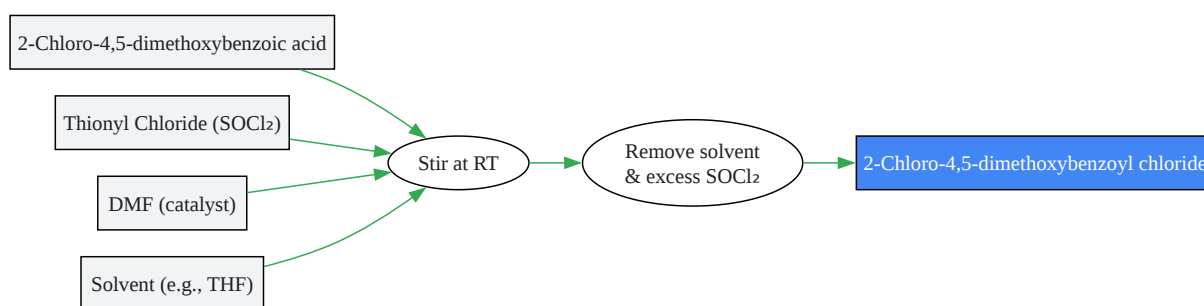 2-Chloro-4,5-dimethoxybenzoic acid
Thionyl Chloride (SOCl₂)
DMF (catalyst)
Solvent (e.g., THF)
Stir at RT
Remove solvent
& excess SOCl₂
2-Chloro-4,5-dimethoxybenzoyl chloride